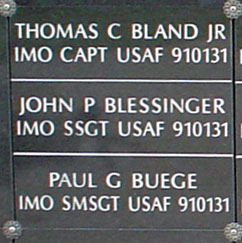 THOMAS C BLAND JR
IMO CAPT USAF 910131
JOHN P BLESSINGER
IMO SSGT USAF 910131
PAUL G BUEGE
IMO SMSGT USAF 910131